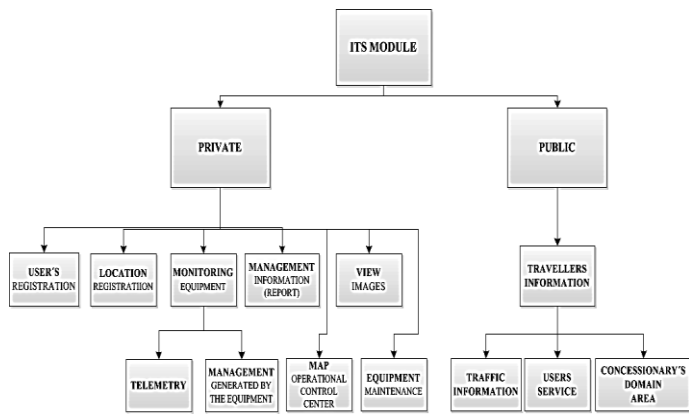 ITS MODULE
PRIVATE
PUBLIC
USER'S
REGISTRATION
LOCATION
REGISTRATIION
MONITORING
EQUIPMENT
MANAGEMENT
INFORMATION
(REPORT)
VIEW
IMAGES
TRAVELLERS
INFORMATION
TELEMETRY
MANAGEMENT
GENERATED BY
THE EQUIPMENT
MAP
OPERATIONAL
CONTROL
CENTER
EQUIPMENT
MAINTENANCE
TRAFFIC
INFORMATION
USERS
SERVICE
CONCESSIONARY'S
DOMAIN
AREA